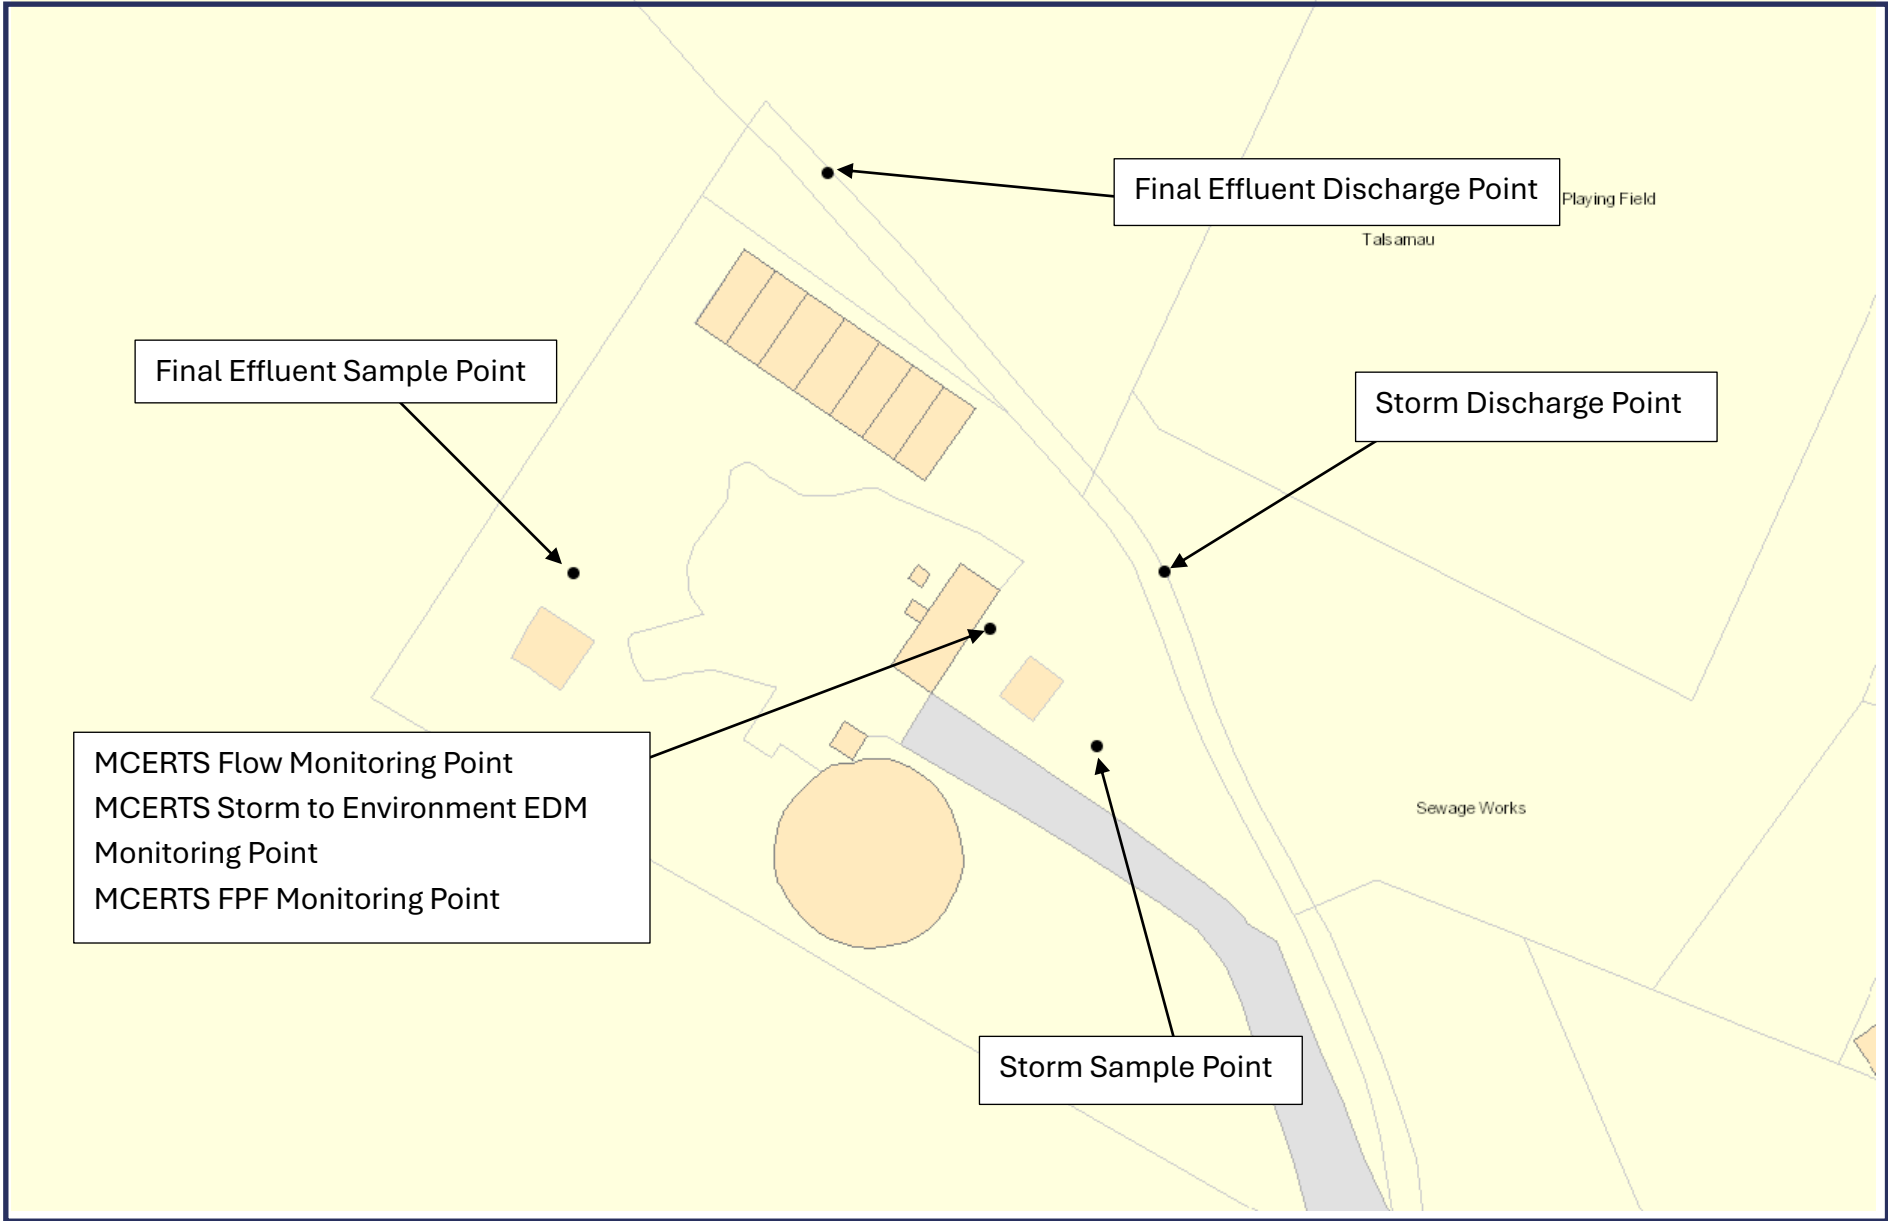 Final Effluent Discharge Point
Playing Field
Talsarnau
Final Effluent Sample Point
Storm Discharge Point
MCERTS Flow Monitoring Point
MCERTS Storm to Environment EDM
Monitoring Point
MCERTS FPF Monitoring Point
Sewage Works
Storm Sample Point